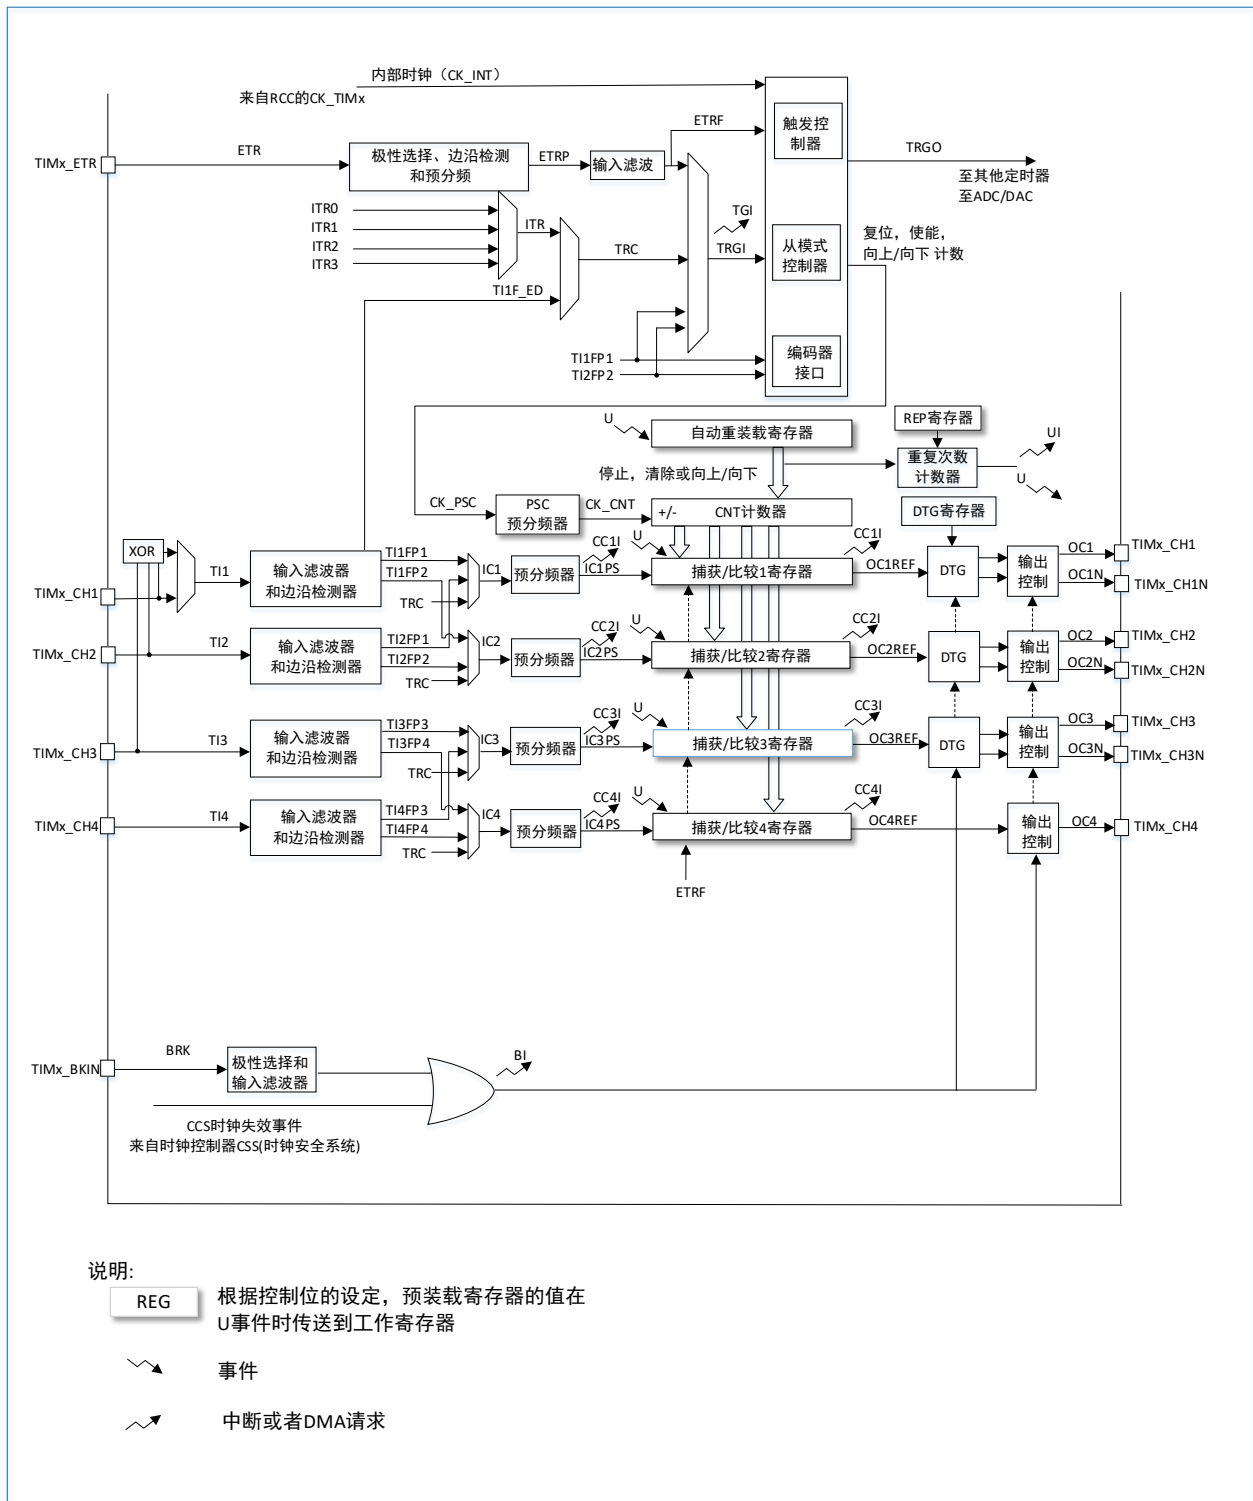 内部时钟（CK_INT）
来自RCC的CK_TIMx
触发控
制器
ETRF
TIMx_ETR
ETR
极性选择、边沿检测
和预分频
ETRP
输入滤波
TRGO
至其他定时器
至ADC/DAC
ITR0
ITR1
ITR2
ITR3
ITR
TRC
TGI
TRGI
从模式
控制器
复位，使能，
向上/向下 计数
TI1F_ED
TI1FP1
TI2FP2
编码器
接口
U
自动重装载寄存器
REP寄存器
UI
重复次数
计数器
U
停止，清除或向上/向下
CK_PSC
PSC
预分频器
CK_CNT
+/-
CNT计数器
DTG寄存器
XOR
TI1
输入滤波器
和边沿检测器
TI1FP1
TI1FP2
TRC
IC1
预分频器
CC1I
IC1PS
U
捕获/比较1寄存器
CC1I
OC1REF
DTG
输出
控制
OC1
OC1N
TIMx_CH1
TIMx_CH1N
TIMx_CH1
TIMx_CH2
TI2
输入滤波器
和边沿检测器
TI2FP1
TI2FP2
TRC
IC2
预分频器
CC2I
IC2PS
U
捕获/比较2寄存器
CC2I
OC2REF
DTG
输出
控制
OC2
OC2N
TIMx_CH2
TIMx_CH2N
TIMx_CH3
TI3
输入滤波器
和边沿检测器
TI3FP3
TI3FP4
TRC
IC3
预分频器
CC3I
IC3PS
U
捕获/比较3寄存器
CC3I
OC3REF
DTG
输出
控制
OC3
OC3N
TIMx_CH3
TIMx_CH3N
TIMx_CH4
TI4
输入滤波器
和边沿检测器
TI4FP3
TI4FP4
TRC
IC4
预分频器
CC4I
IC4PS
U
捕获/比较4寄存器
CC4I
OC4REF
输出
控制
OC4
TIMx_CH4
ETRF
TIMx_BKIN
BRK
极性选择和
输入滤波器
BI
CCS时钟失效事件
来自时钟控制器CSS(时钟安全系统)
说明:
REG
根据控制位的设定，预装载寄存器的值在
U事件时传送到工作寄存器
事件
中断或者DMA请求